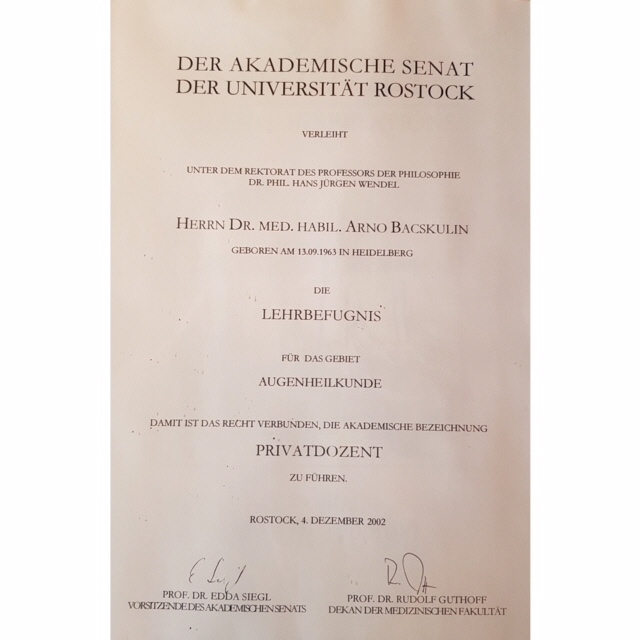 DER AKADEMISCHE SENAT
DER UNIVERSITÄT ROSTOCK
VERLEIHT
UNTER DEM REKTORAT DES PROFESSORS DER PHILOSOPHIE
DR. PHIL. HANS JÜRGEN WENDEL
HERRN DR. MED. HABIL. ARNO BACSKULIN
GEBOREN AM 13.09.1963 IN HEIDELBERG
DIE
LEHRBEFUGNIS
FÜR DAS GEBIET
AUGENHEILKUNDE
DAMIT IST DAS RECHT VERBUNDEN, DIE AKADEMISCHE BEZEICHNUNG
PRIVATDOZENT
ZU FÜHREN.
ROSTOCK, 4. DEZEMBER 2002
PROF. DR. EDDA SIEGL
VORSITZENDE DES AKADEMISCHEN SENATS
PROF. DR. RUDOLF GUTHOFF
DEKAN DER MEDIZINISCHEN FAKULTÄT